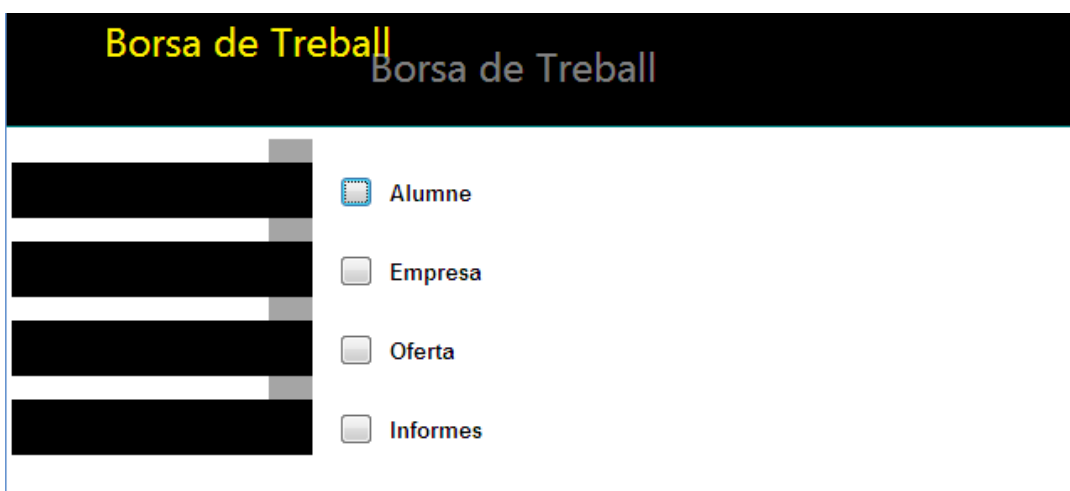 Borsa de Treball
Borsa de Treball
Alumne
Empresa
Oferta
Informes